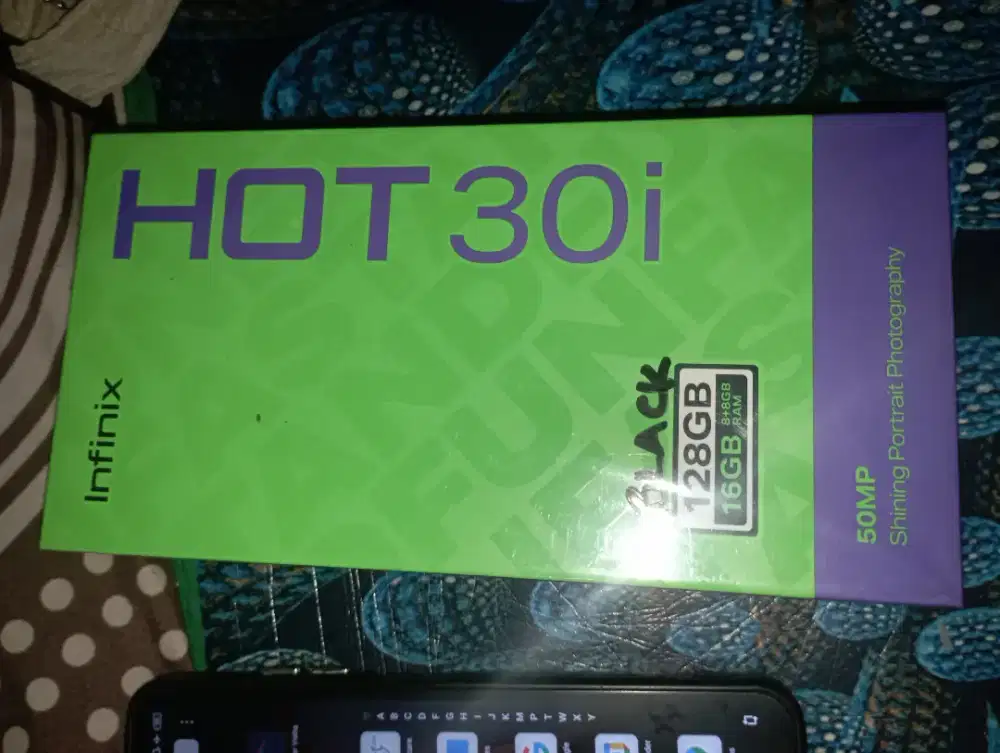 HOT 30i
Infinix
BLACK
128GB
16GB 8+8GB RAM
50MP
Shining Portrait Photography
A B C D F G H I J K M P T W X Y